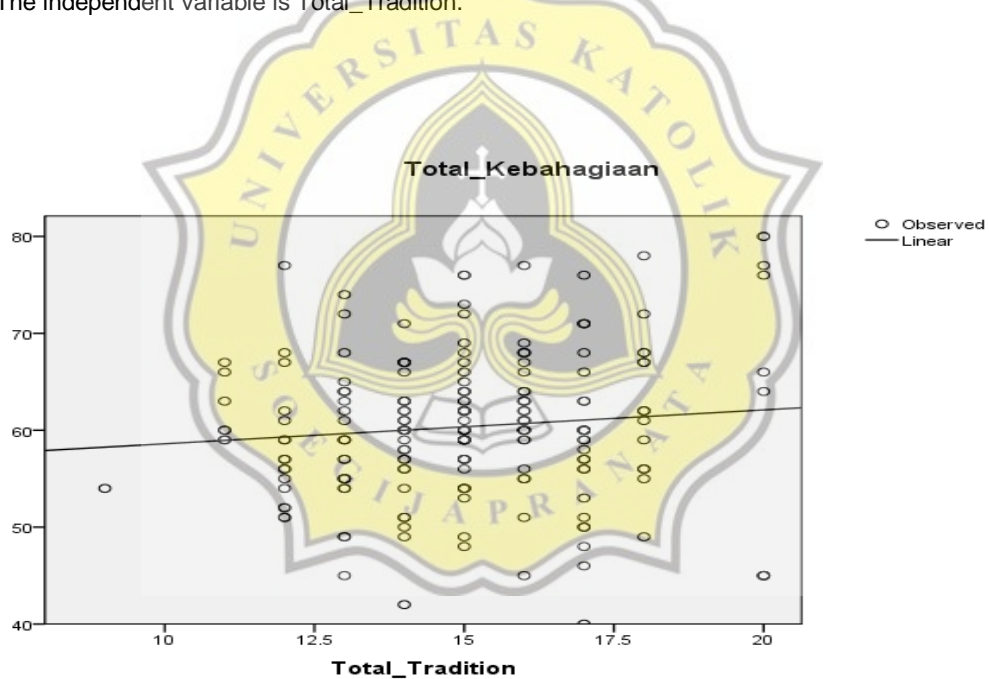 The independent variable is Total_Tradition.
UNIVERSITAS KATOLIK
SOEGIJAPRANATA
Total_Kebahagiaan
Observed
Linear
80
70
60
50
40
10
12.5
15
17.5
20
Total_Tradition